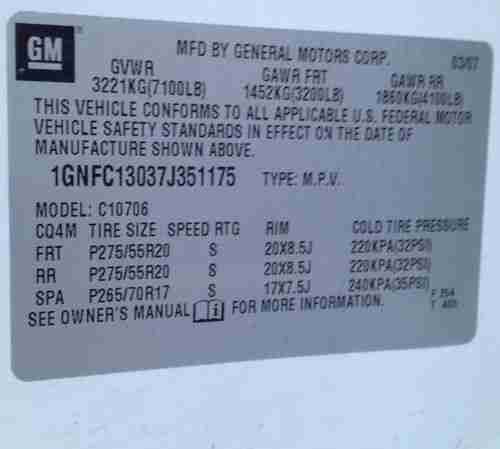 GM
MFD BY GENERAL MOTORS CORP. 03/07
GVWR GAWR FRT GAWR RR
3221KG(7100LB) 1452KG(3200LB) 1860KG(4100LB)
THIS VEHICLE CONFORMS TO ALL APPLICABLE U.S. FEDERAL MOTOR
VEHICLE SAFETY STANDARDS IN EFFECT ON THE DATE OF
MANUFACTURE SHOWN ABOVE.
1GNFC13037J351175 TYPE: M.P.V.
MODEL: C10706
CQ4M TIRE SIZE SPEED RTG RIM COLD TIRE PRESSURE
FRT P275/55R20 S 20X8.5J 220KPA(32PSI)
RR P275/55R20 S 20X8.5J 220KPA(32PSI)
SPA P265/70R17 S 17X7.5J 240KPA(35PSI)
SEE OWNER'S MANUAL FOR MORE INFORMATION.